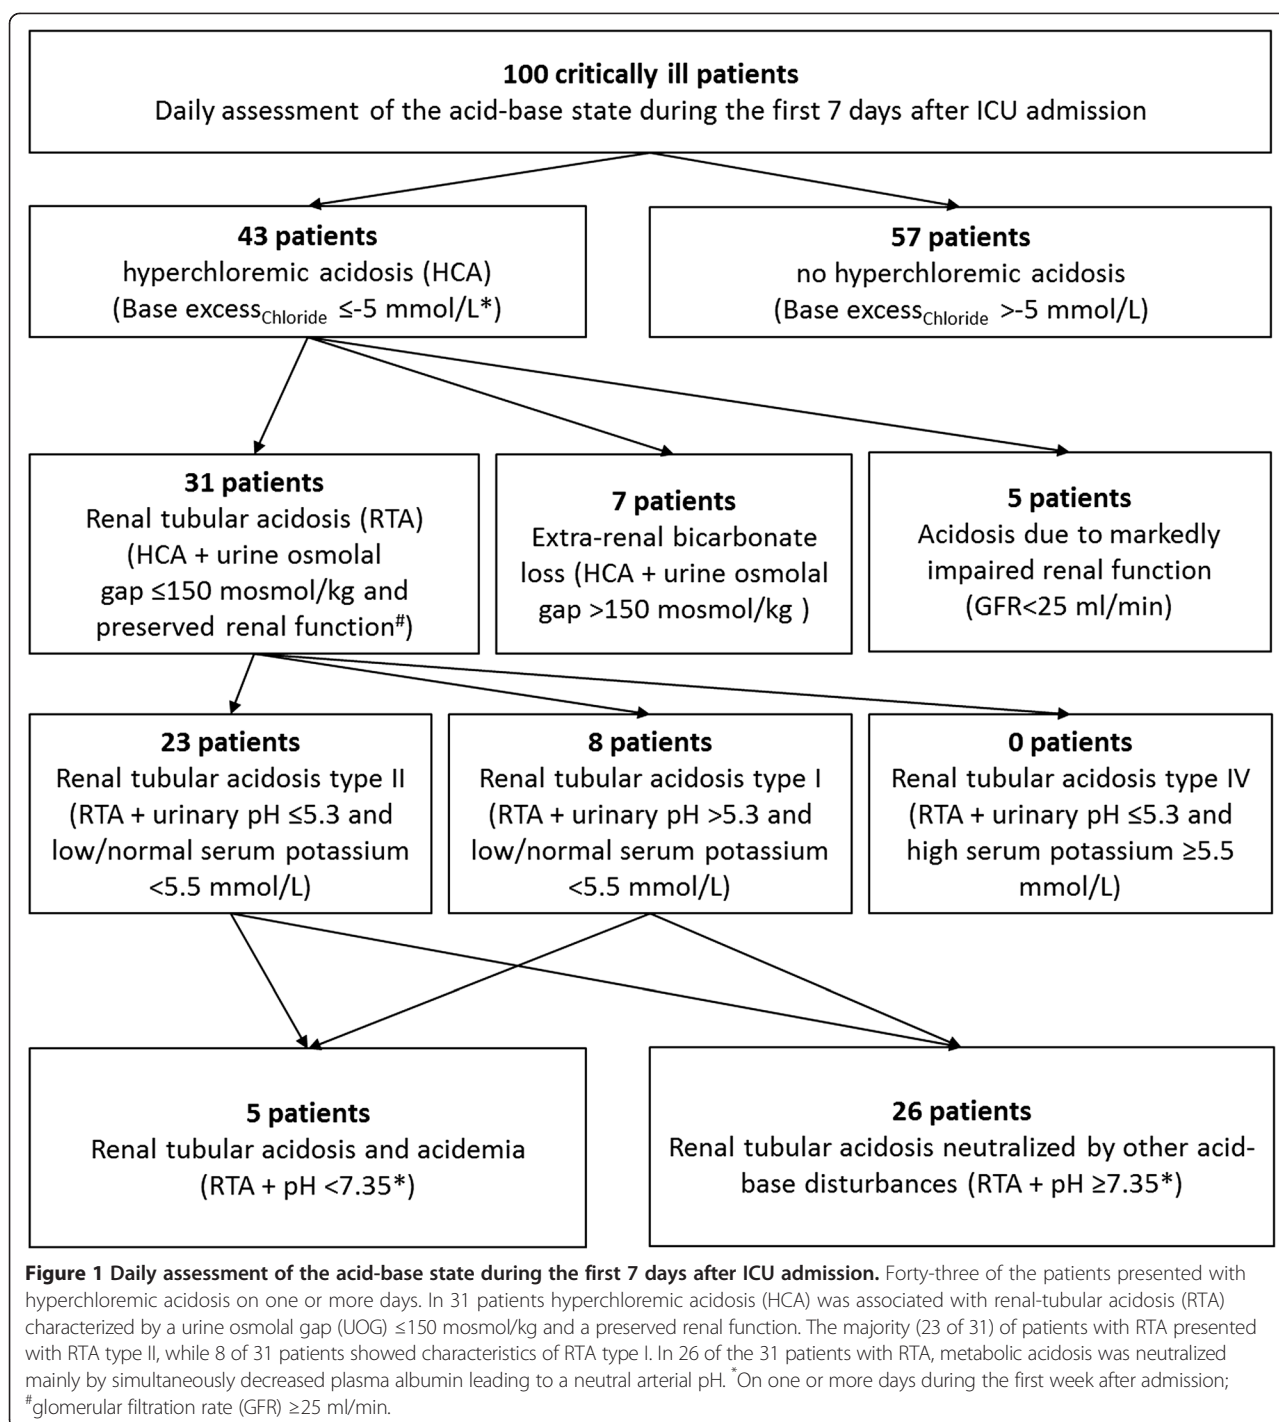 100 critically ill patients
Daily assessment of the acid-base state during the first 7 days after ICU admission
43 patients
hyperchloremic acidosis (HCA)
(Base excessChloride ≤-5 mmol/L*)
57 patients
no hyperchloremic acidosis
(Base excessChloride >-5 mmol/L)
31 patients
Renal tubular acidosis (RTA)
(HCA + urine osmolal
gap ≤150 mosmol/kg and
preserved renal function#)
7 patients
Extra-renal bicarbonate
loss (HCA + urine osmolal
gap >150 mosmol/kg )
5 patients
Acidosis due to markedly
impaired renal function
(GFR<25 ml/min)
23 patients
Renal tubular acidosis type II
(RTA + urinary pH ≤5.3 and
low/normal serum potassium
<5.5 mmol/L)
8 patients
Renal tubular acidosis type I
(RTA + urinary pH >5.3 and
low/normal serum potassium
<5.5 mmol/L)
0 patients
Renal tubular acidosis type IV
(RTA + urinary pH ≤5.3 and
high serum potassium ≥5.5
mmol/L)
5 patients
Renal tubular acidosis and acidemia
(RTA + pH <7.35*)
26 patients
Renal tubular acidosis neutralized by other acid-
base disturbances (RTA + pH ≥7.35*)
Figure 1 Daily assessment of the acid-base state during the first 7 days after ICU admission. Forty-three of the patients presented with
hyperchloremic acidosis on one or more days. In 31 patients hyperchloremic acidosis (HCA) was associated with renal-tubular acidosis (RTA)
characterized by a urine osmolal gap (UOG) ≤150 mosmol/kg and a preserved renal function. The majority (23 of 31) of patients with RTA presented
with RTA type II, while 8 of 31 patients showed characteristics of RTA type I. In 26 of the 31 patients with RTA, metabolic acidosis was neutralized
mainly by simultaneously decreased plasma albumin leading to a neutral arterial pH. *On one or more days during the first week after admission;
#glomerular filtration rate (GFR) ≥25 ml/min.